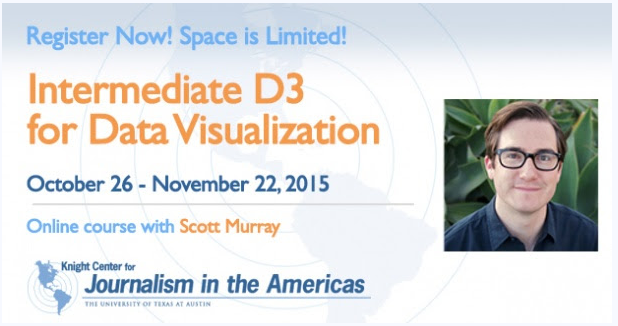 Register Now! Space is Limited!
Intermediate D3
for Data Visualization
October 26 - November 22, 2015
Online course with Scott Murray
Knight Center for
Journalism in the Americas
THE UNIVERSITY OF TEXAS AT AUSTIN